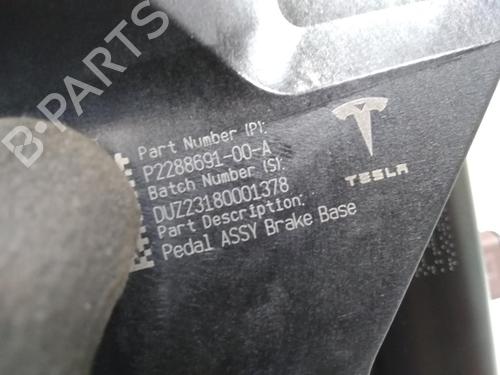 B-PARTS
Part Number (P):
P2288691-00-A
Batch Number (S):
DUZ23180001378
Part Description:
Pedal ASSY Brake Base
TESLA